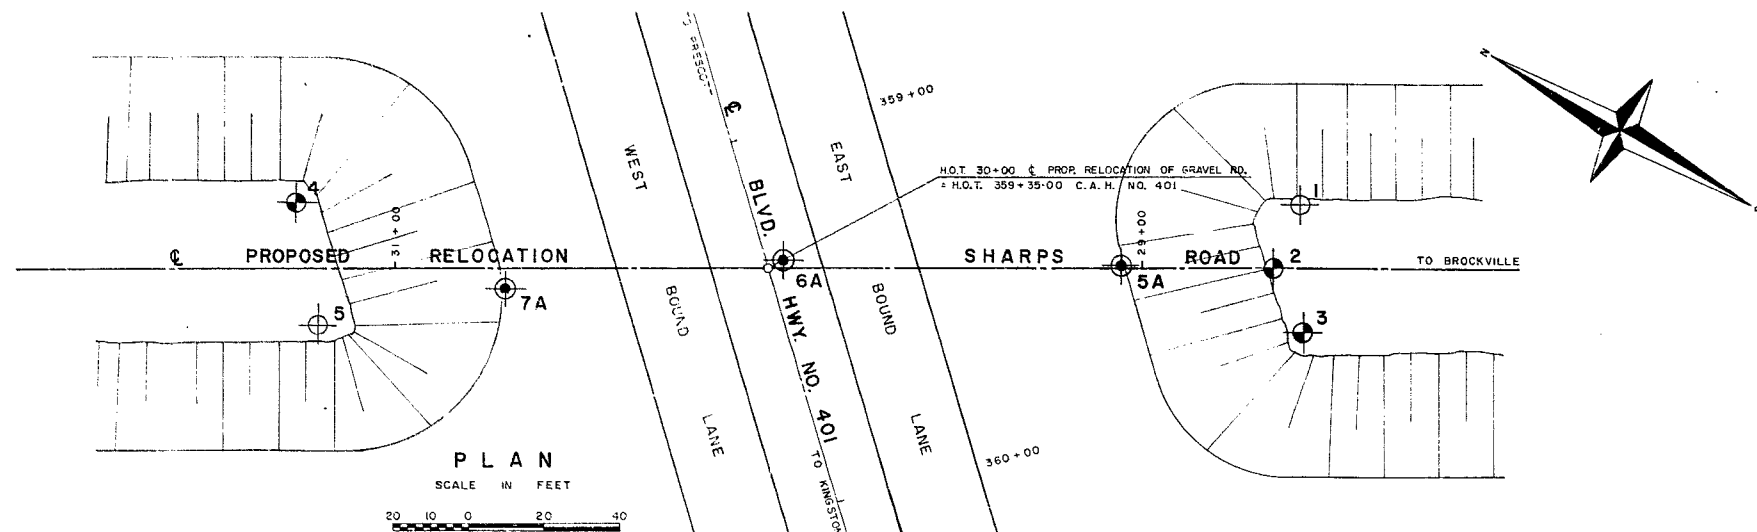 N
TO PRESCOTT
℄
359+00
WEST
EAST
H.O.T. 30+00 ℄ PROP. RELOCATION OF GRAVEL RD.
= H.O.T. 359+35·00 C.A.H. NO. 401
BLVD.
1
4
31+00
29+00
℄ PROPOSED RELOCATION
SHARPS ROAD
2
TO BROCKVILLE
6A
5A
7A
5
3
BOUND
HWY. NO. 401
BOUND
LANE
LANE
TO KINGSTON
360+00
PLAN
SCALE IN FEET
20 10 0 20 40